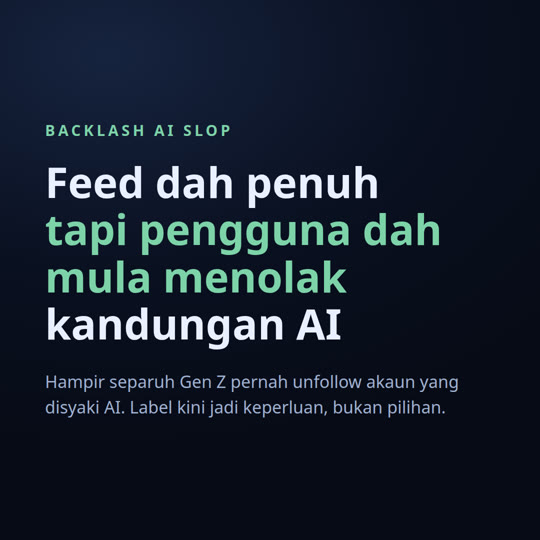 BACKLASH AI SLOP
Feed dah penuh
tapi pengguna dah
mula menolak
kandungan AI
Hampir separuh Gen Z pernah unfollow akaun yang
disyaki AI. Label kini jadi keperluan, bukan pilihan.